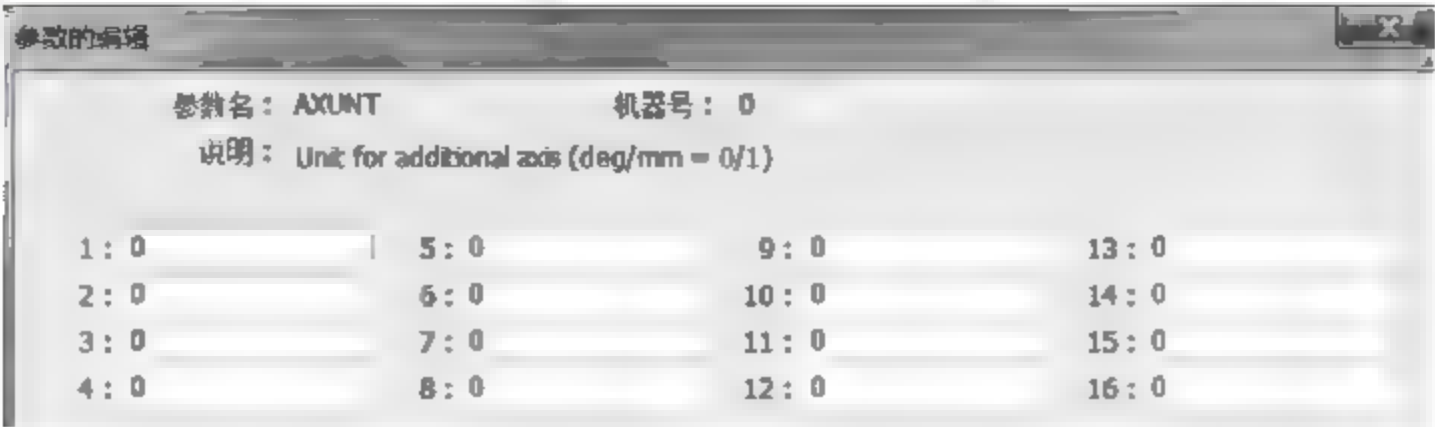 参数的编辑
参数名： AXUNT 机器号： 0
说明： Unit for additional axis (deg/mm = 0/1)
1： 0 5： 0 9： 0 13： 0
2： 0 6： 0 10： 0 14： 0
3： 0 7： 0 11： 0 15： 0
4： 0 8： 0 12： 0 16： 0